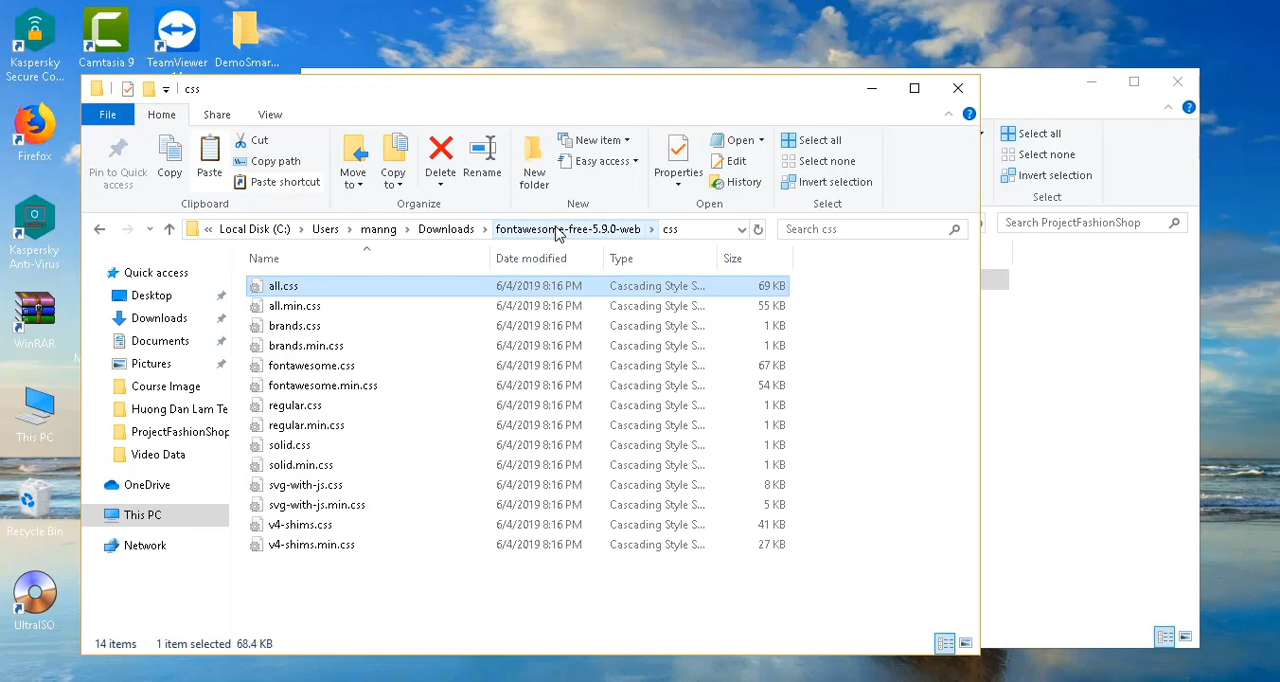 Kaspersky
Secure Co...
Camtasia 9
TeamViewer
DemoSmar...
Firefox
Kaspersky
Anti-Virus
WinRAR
This PC
Recycle Bin
UltraISO
css
File
Home
Share
View
Pin to Quick
access
Copy
Paste
Cut
Copy path
Paste shortcut
Clipboard
Move
to
Copy
to
Delete
Rename
Organize
New
folder
New item
Easy access
New
Properties
Open
Edit
History
Open
Select all
Select none
Invert selection
Select
« Local Disk (C:) > Users > manng > Downloads > fontawesome-free-5.9.0-web > css
Search css
Quick access
Desktop
Downloads
Documents
Pictures
Course Image
Huong Dan Lam Te
ProjectFashionShop
Video Data
OneDrive
This PC
Network
Name Date modified Type Size
all.css 6/4/2019 8:16 PM Cascading Style S... 69 KB
all.min.css 6/4/2019 8:16 PM Cascading Style S... 55 KB
brands.css 6/4/2019 8:16 PM Cascading Style S... 1 KB
brands.min.css 6/4/2019 8:16 PM Cascading Style S... 1 KB
fontawesome.css 6/4/2019 8:16 PM Cascading Style S... 67 KB
fontawesome.min.css 6/4/2019 8:16 PM Cascading Style S... 54 KB
regular.css 6/4/2019 8:16 PM Cascading Style S... 1 KB
regular.min.css 6/4/2019 8:16 PM Cascading Style S... 1 KB
solid.css 6/4/2019 8:16 PM Cascading Style S... 1 KB
solid.min.css 6/4/2019 8:16 PM Cascading Style S... 1 KB
svg-with-js.css 6/4/2019 8:16 PM Cascading Style S... 8 KB
svg-with-js.min.css 6/4/2019 8:16 PM Cascading Style S... 5 KB
v4-shims.css 6/4/2019 8:16 PM Cascading Style S... 41 KB
v4-shims.min.css 6/4/2019 8:16 PM Cascading Style S... 27 KB
14 items 1 item selected 68.4 KB
Select all
Select none
Invert selection
Select
Search ProjectFashionShop